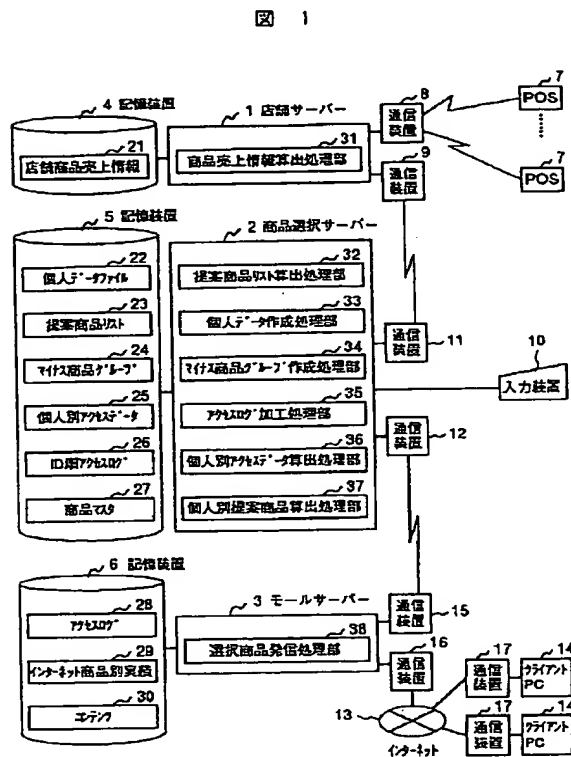 図 1
4 記憶装置
21
店舗商品売上情報
1 店舗サーバー
31
商品売上情報算出処理部
8
通信装置
9
通信装置
7
POS
7
POS
5 記憶装置
22
個人データファイル
23
提案商品リスト
24
マイナス商品グループ
25
個人別アクセスデータ
26
ID順アクセスログ
27
商品マスタ
2 商品選択サーバー
32
提案商品リスト算出処理部
33
個人データ作成処理部
34
マイナス商品グループ作成処理部
35
アクセスログ加工処理部
36
個人別アクセスデータ算出処理部
37
個人別提案商品算出処理部
通信装置
11
10
入力装置
通信装置
12
6 記憶装置
28
アクセスログ
29
インターネット商品別実績
30
コンテンツ
3 モールサーバー
38
選択商品発信処理部
通信装置
15
16
通信装置
13
インターネット
17
通信装置
14
クライアントPC
17
通信装置
14
クライアントPC